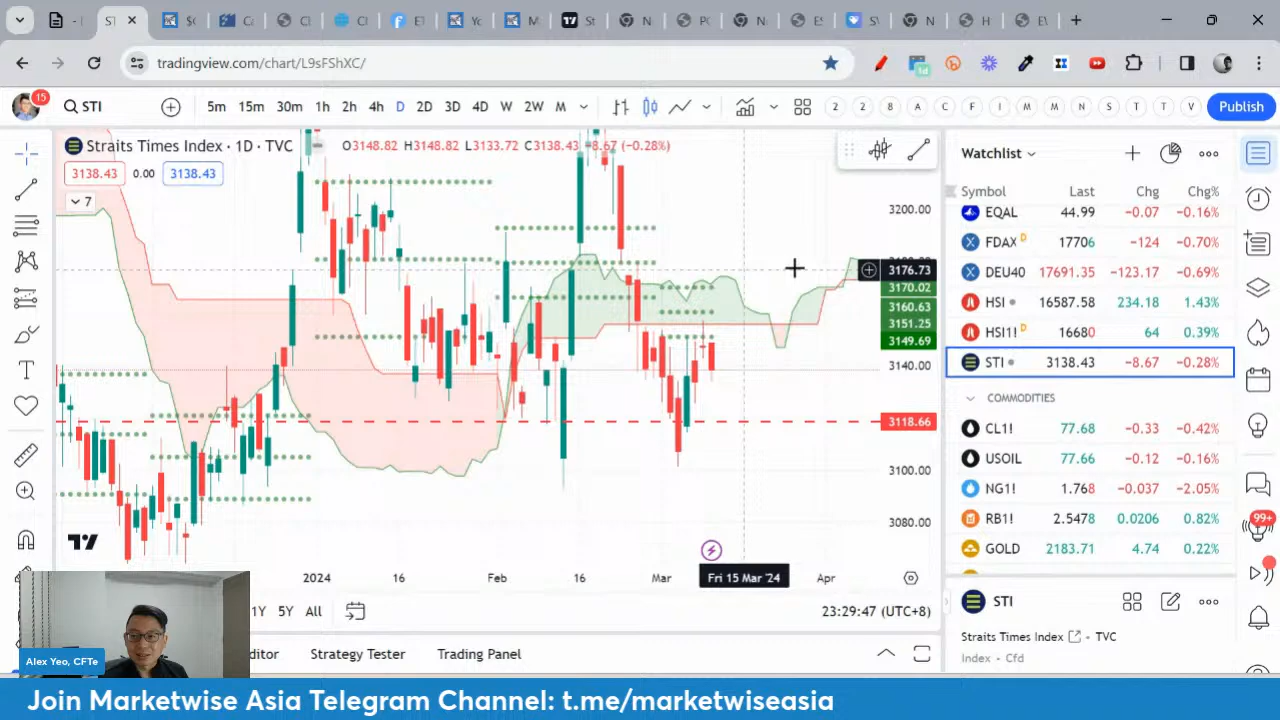 ST
tradingview.com/chart/L9sFShXC/
1d
15
STI
5m 15m 30m 1h 2h 4h D 2D 3D 4D W 2W M
2 2 8 A C F I M M N S T T V
Publish
Straits Times Index · 1D · TVC
O3148.82 H3148.82 L3133.72 C3138.43 −8.67 (−0.28%)
3138.43 0.00 3138.43
7
3200.00
3176.73
3170.02
3160.63
3151.25
3149.69
3140.00
3118.66
3100.00
3080.00
2024 16 Feb 16 Mar Fri 15 Mar '24 Apr
1Y 5Y All
23:29:47 (UTC+8)
Strategy Tester Trading Panel
Watchlist
Symbol Last Chg Chg%
EQAL 44.99 −0.07 −0.16%
FDAX D 17706 −124 −0.70%
DEU40 17691.35 −123.17 −0.69%
HSI 16587.58 234.18 1.43%
HSI1! D 16680 64 0.39%
STI 3138.43 −8.67 −0.28%
COMMODITIES
CL1! 77.68 −0.33 −0.42%
USOIL 77.66 −0.12 −0.16%
NG1! 1.768 −0.037 −2.05%
RB1! 2.5478 0.0206 0.82%
GOLD 2183.71 4.74 0.22%
99+
STI
Straits Times Index · TVC
Index · Cfd
Alex Yeo, CFTe
Join Marketwise Asia Telegram Channel: t.me/marketwiseasia